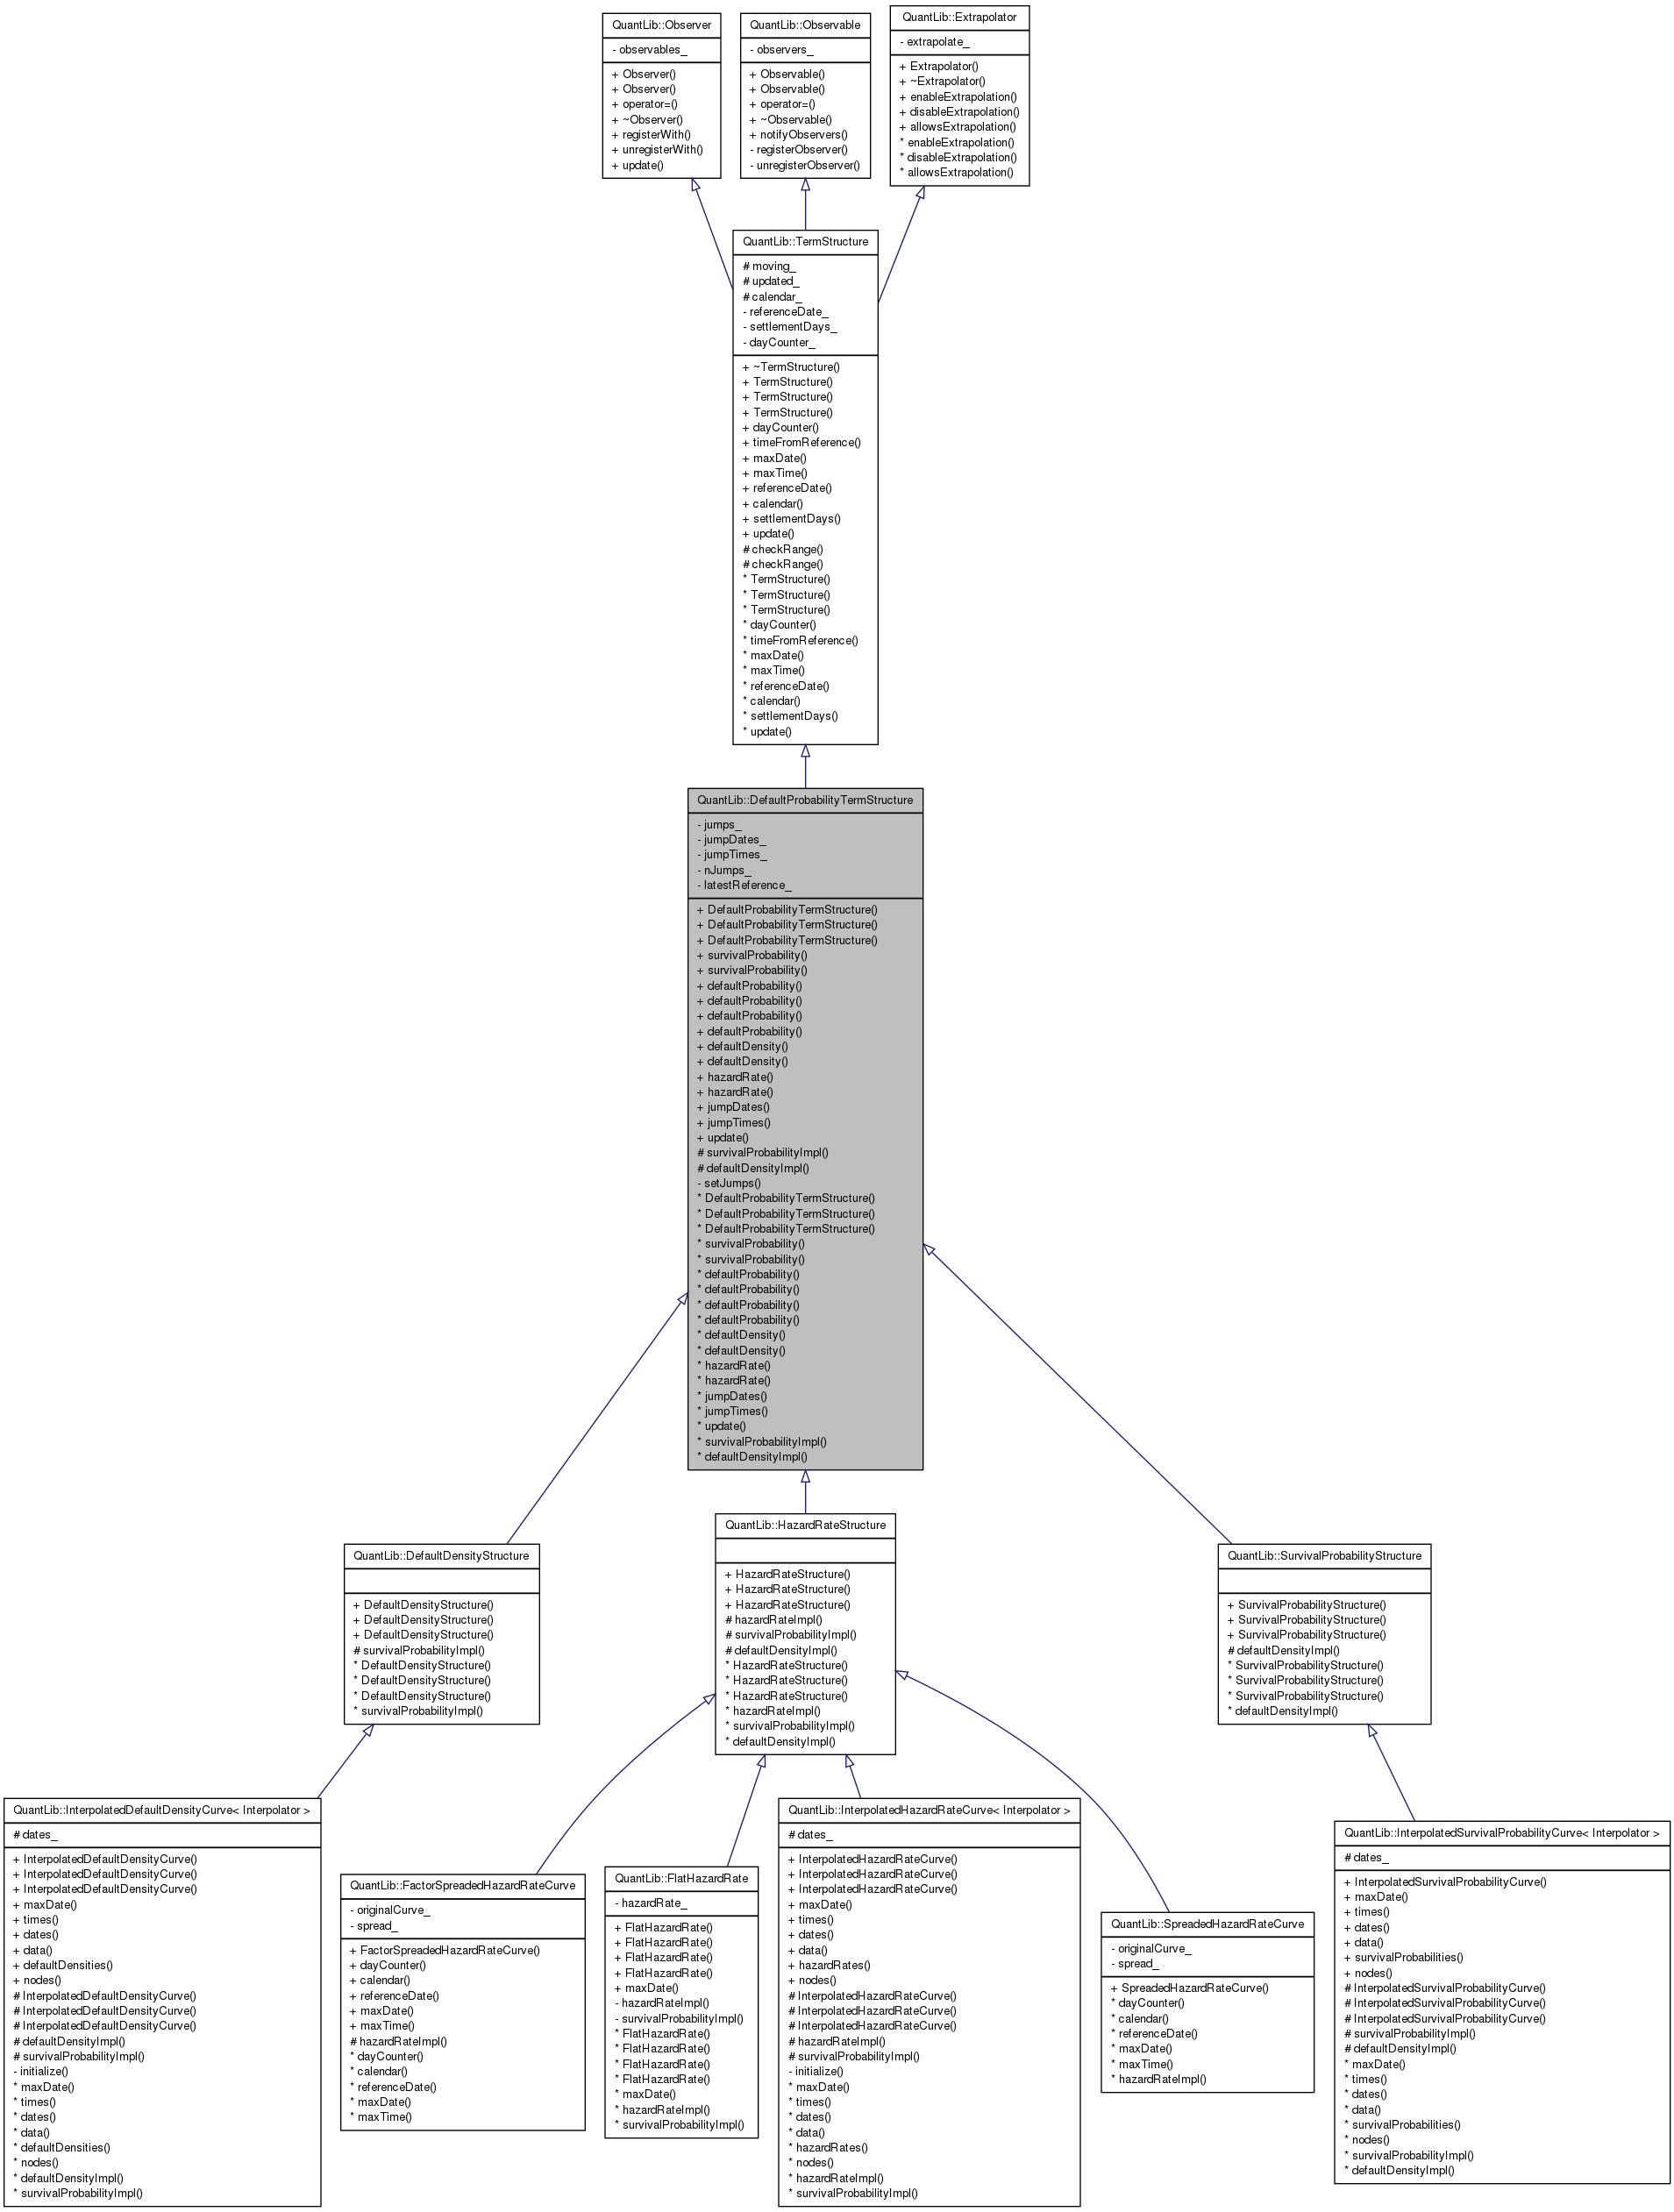 QuantLib::Observer
- observables_
+ Observer()
+ Observer()
+ operator=()
+ ~Observer()
+ registerWith()
+ unregisterWith()
+ update()
QuantLib::Observable
- observers_
+ Observable()
+ Observable()
+ operator=()
+ ~Observable()
+ notifyObservers()
- registerObserver()
- unregisterObserver()
QuantLib::Extrapolator
- extrapolate_
+ Extrapolator()
+ ~Extrapolator()
+ enableExtrapolation()
+ disableExtrapolation()
+ allowsExtrapolation()
* enableExtrapolation()
* disableExtrapolation()
* allowsExtrapolation()
QuantLib::TermStructure
# moving_
# updated_
# calendar_
- referenceDate_
- settlementDays_
- dayCounter_
+ ~TermStructure()
+ TermStructure()
+ TermStructure()
+ TermStructure()
+ dayCounter()
+ timeFromReference()
+ maxDate()
+ maxTime()
+ referenceDate()
+ calendar()
+ settlementDays()
+ update()
# checkRange()
# checkRange()
* TermStructure()
* TermStructure()
* TermStructure()
* dayCounter()
* timeFromReference()
* maxDate()
* maxTime()
* referenceDate()
* calendar()
* settlementDays()
* update()
QuantLib::DefaultProbabilityTermStructure
- jumps_
- jumpDates_
- jumpTimes_
- nJumps_
- latestReference_
+ DefaultProbabilityTermStructure()
+ DefaultProbabilityTermStructure()
+ DefaultProbabilityTermStructure()
+ survivalProbability()
+ survivalProbability()
+ defaultProbability()
+ defaultProbability()
+ defaultProbability()
+ defaultProbability()
+ defaultDensity()
+ defaultDensity()
+ hazardRate()
+ hazardRate()
+ jumpDates()
+ jumpTimes()
+ update()
# survivalProbabilityImpl()
# defaultDensityImpl()
- setJumps()
* DefaultProbabilityTermStructure()
* DefaultProbabilityTermStructure()
* DefaultProbabilityTermStructure()
* survivalProbability()
* survivalProbability()
* defaultProbability()
* defaultProbability()
* defaultProbability()
* defaultProbability()
* defaultDensity()
* defaultDensity()
* hazardRate()
* hazardRate()
* jumpDates()
* jumpTimes()
* update()
* survivalProbabilityImpl()
* defaultDensityImpl()
QuantLib::DefaultDensityStructure
+ DefaultDensityStructure()
+ DefaultDensityStructure()
+ DefaultDensityStructure()
# survivalProbabilityImpl()
* DefaultDensityStructure()
* DefaultDensityStructure()
* DefaultDensityStructure()
* survivalProbabilityImpl()
QuantLib::HazardRateStructure
+ HazardRateStructure()
+ HazardRateStructure()
+ HazardRateStructure()
# hazardRateImpl()
# survivalProbabilityImpl()
# defaultDensityImpl()
* HazardRateStructure()
* HazardRateStructure()
* HazardRateStructure()
* hazardRateImpl()
* survivalProbabilityImpl()
* defaultDensityImpl()
QuantLib::SurvivalProbabilityStructure
+ SurvivalProbabilityStructure()
+ SurvivalProbabilityStructure()
+ SurvivalProbabilityStructure()
# defaultDensityImpl()
* SurvivalProbabilityStructure()
* SurvivalProbabilityStructure()
* SurvivalProbabilityStructure()
* defaultDensityImpl()
QuantLib::InterpolatedDefaultDensityCurve< Interpolator >
# dates_
+ InterpolatedDefaultDensityCurve()
+ InterpolatedDefaultDensityCurve()
+ InterpolatedDefaultDensityCurve()
+ maxDate()
+ times()
+ dates()
+ data()
+ defaultDensities()
+ nodes()
# InterpolatedDefaultDensityCurve()
# InterpolatedDefaultDensityCurve()
# InterpolatedDefaultDensityCurve()
# defaultDensityImpl()
# survivalProbabilityImpl()
- initialize()
* maxDate()
* times()
* dates()
* data()
* defaultDensities()
* nodes()
* defaultDensityImpl()
* survivalProbabilityImpl()
QuantLib::FactorSpreadedHazardRateCurve
- originalCurve_
- spread_
+ FactorSpreadedHazardRateCurve()
+ dayCounter()
+ calendar()
+ referenceDate()
+ maxDate()
+ maxTime()
# hazardRateImpl()
* dayCounter()
* calendar()
* referenceDate()
* maxDate()
* maxTime()
QuantLib::FlatHazardRate
- hazardRate_
+ FlatHazardRate()
+ FlatHazardRate()
+ FlatHazardRate()
+ FlatHazardRate()
+ maxDate()
- hazardRateImpl()
- survivalProbabilityImpl()
* FlatHazardRate()
* FlatHazardRate()
* FlatHazardRate()
* FlatHazardRate()
* maxDate()
* hazardRateImpl()
* survivalProbabilityImpl()
QuantLib::InterpolatedHazardRateCurve< Interpolator >
# dates_
+ InterpolatedHazardRateCurve()
+ InterpolatedHazardRateCurve()
+ InterpolatedHazardRateCurve()
+ maxDate()
+ times()
+ dates()
+ data()
+ hazardRates()
+ nodes()
# InterpolatedHazardRateCurve()
# InterpolatedHazardRateCurve()
# InterpolatedHazardRateCurve()
# hazardRateImpl()
# survivalProbabilityImpl()
- initialize()
* maxDate()
* times()
* dates()
* data()
* hazardRates()
* nodes()
* hazardRateImpl()
* survivalProbabilityImpl()
QuantLib::SpreadedHazardRateCurve
- originalCurve_
- spread_
+ SpreadedHazardRateCurve()
* dayCounter()
* calendar()
* referenceDate()
* maxDate()
* maxTime()
* hazardRateImpl()
QuantLib::InterpolatedSurvivalProbabilityCurve< Interpolator >
# dates_
+ InterpolatedSurvivalProbabilityCurve()
+ maxDate()
+ times()
+ dates()
+ data()
+ survivalProbabilities()
+ nodes()
# InterpolatedSurvivalProbabilityCurve()
# InterpolatedSurvivalProbabilityCurve()
# InterpolatedSurvivalProbabilityCurve()
# survivalProbabilityImpl()
# defaultDensityImpl()
* maxDate()
* times()
* dates()
* data()
* survivalProbabilities()
* nodes()
* survivalProbabilityImpl()
* defaultDensityImpl()